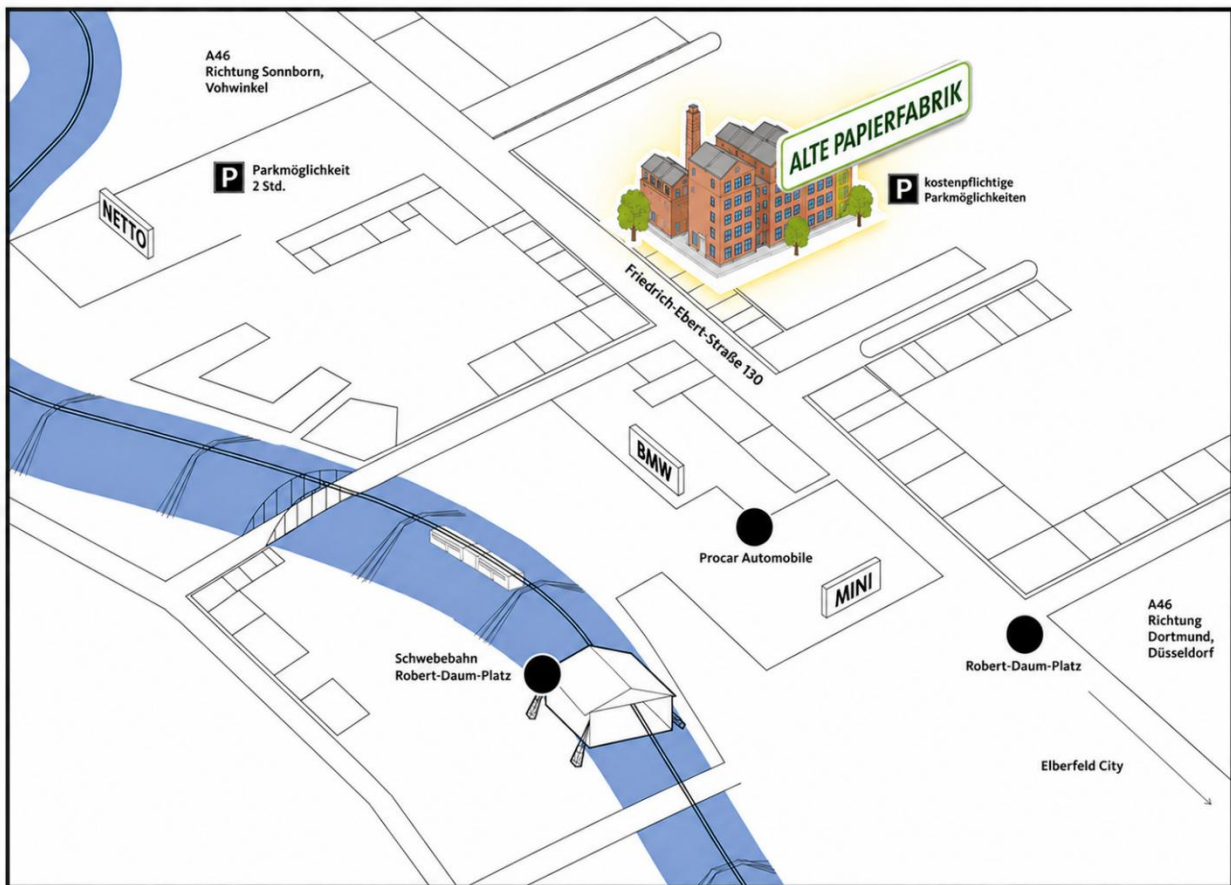 A46
Richtung Sonnborn,
Vohwinkel
ALTE PAPIERFABRIK
P
Parkmöglichkeit
2 Std.
P
kostenpflichtige
Parkmöglichkeiten
NETTO
Friedrich-Ebert-Straße 130
BMW
Procar Automobile
MINI
A46
Richtung
Dortmund,
Düsseldorf
Schwebebahn
Robert-Daum-Platz
Robert-Daum-Platz
Elberfeld City